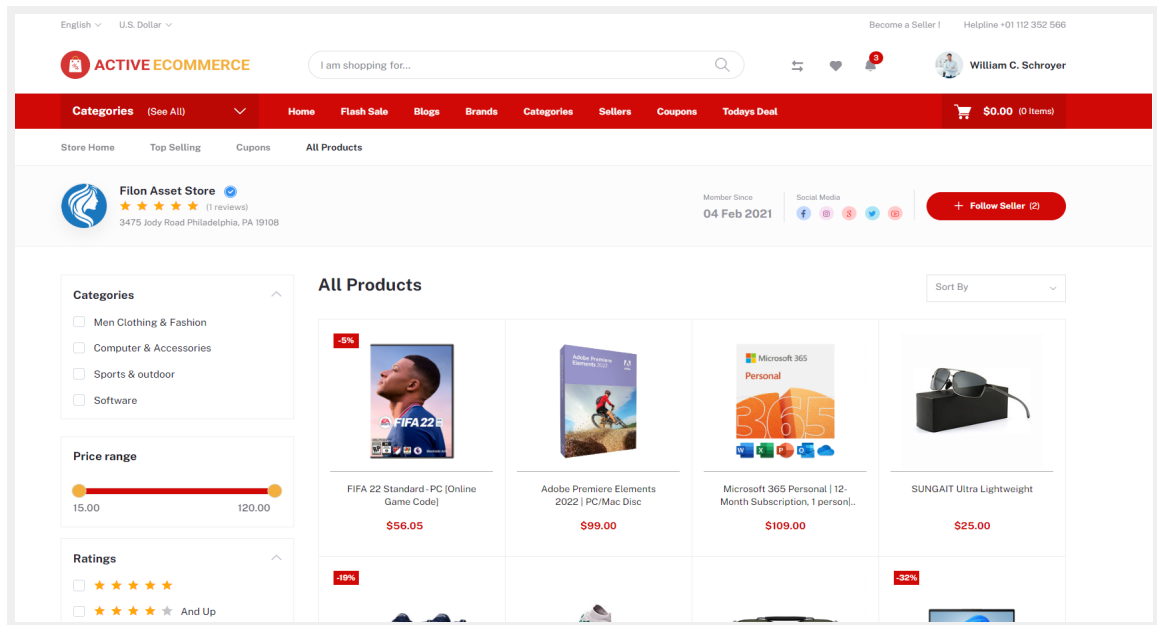 English U.S. Dollar Become a Seller ! Helpline +01 112 352 566
ACTIVE ECOMMERCE I am shopping for... 3 William C. Schroyer
Categories (See All) Home Flash Sale Blogs Brands Categories Sellers Coupons Todays Deal $0.00 (0 Items)
Store Home Top Selling Cupons All Products
Filon Asset Store
(1 reviews)
3475 Jody Road Philadelphia, PA 19108
Member Since
04 Feb 2021
Social Media
+ Follow Seller (2)
Categories
Men Clothing & Fashion
Computer & Accessories
Sports & outdoor
Software
Price range
15.00 120.00
Ratings
And Up
All Products
Sort By
-5%
FIFA 22
FIFA 22 Standard - PC [Online
Game Code]
$56.05
Adobe Premiere
Elements 2022
Adobe Premiere Elements
2022 | PC/Mac Disc
$99.00
Microsoft 365
Personal
365
Microsoft 365 Personal | 12-
Month Subscription, 1 person|..
$109.00
SUNGAIT Ultra Lightweight
$25.00
-19%
-32%